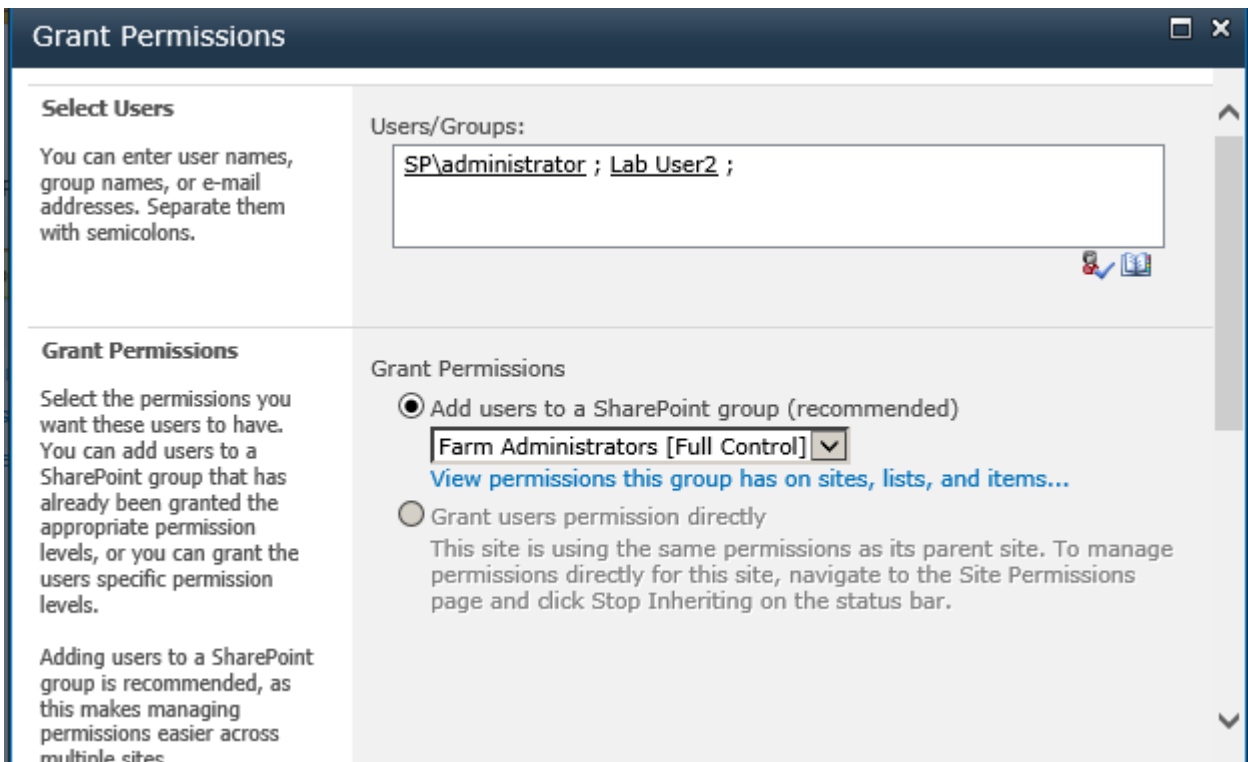 Grant Permissions
Select Users
You can enter user names,
group names, or e-mail
addresses. Separate them
with semicolons.
Users/Groups:
SP\administrator ; Lab User2 ;
Grant Permissions
Select the permissions you
want these users to have.
You can add users to a
SharePoint group that has
already been granted the
appropriate permission
levels, or you can grant the
users specific permission
levels.
Adding users to a SharePoint
group is recommended, as
this makes managing
permissions easier across
multiple sites.
Grant Permissions
Add users to a SharePoint group (recommended)
Farm Administrators [Full Control]
View permissions this group has on sites, lists, and items...
Grant users permission directly
This site is using the same permissions as its parent site. To manage
permissions directly for this site, navigate to the Site Permissions
page and click Stop Inheriting on the status bar.